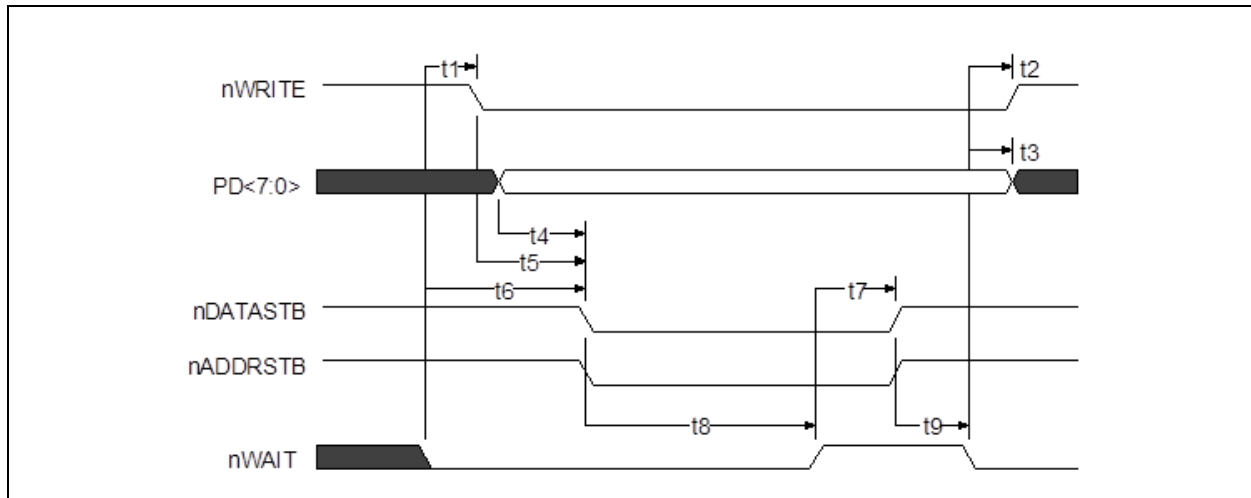 nWRITE
t1
t2
t3
PD<7:0>
t4
t5
t6
t7
nDATASTB
nADDRSTB
t8
t9
nWAIT